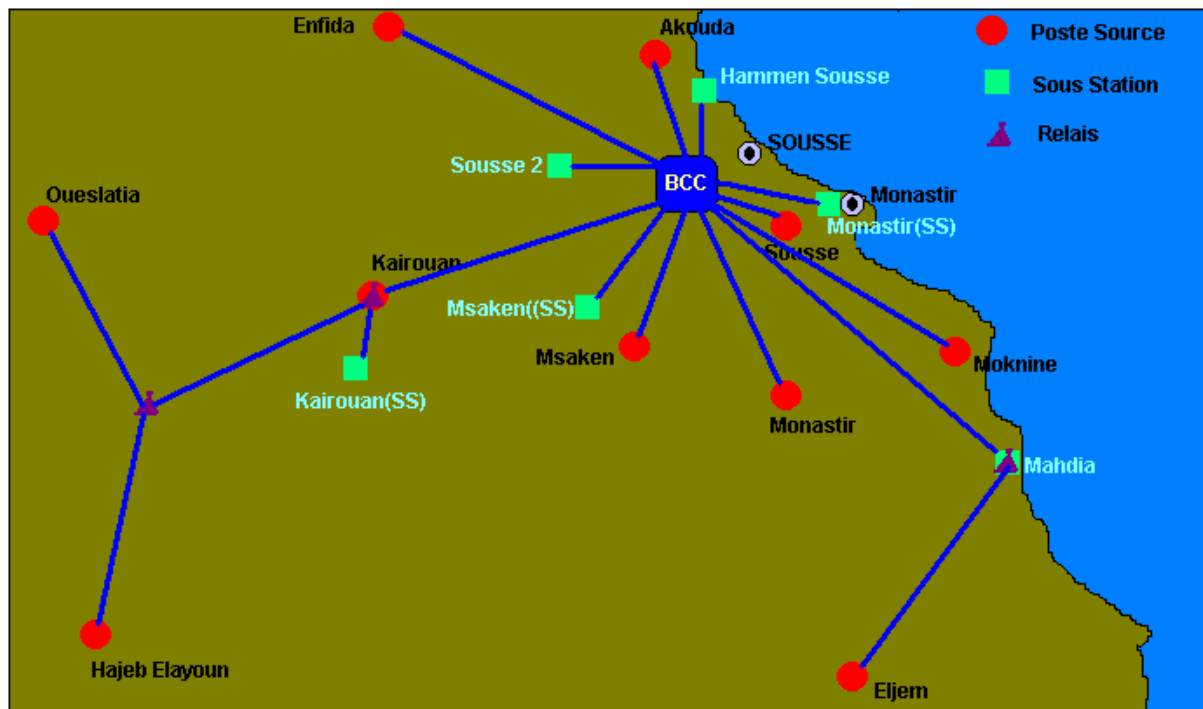 Enfida
Akouda
Poste Source
Hammen Sousse
Sous Station
Relais
SOUSSE
Sousse 2
BCC
Oueslatia
Monastir
Monastir(SS)
Sousse
Kairouan
Msaken((SS)
Msaken
Moknine
Kairouan(SS)
Monastir
Mahdia
Hajeb Elayoun
Eljem